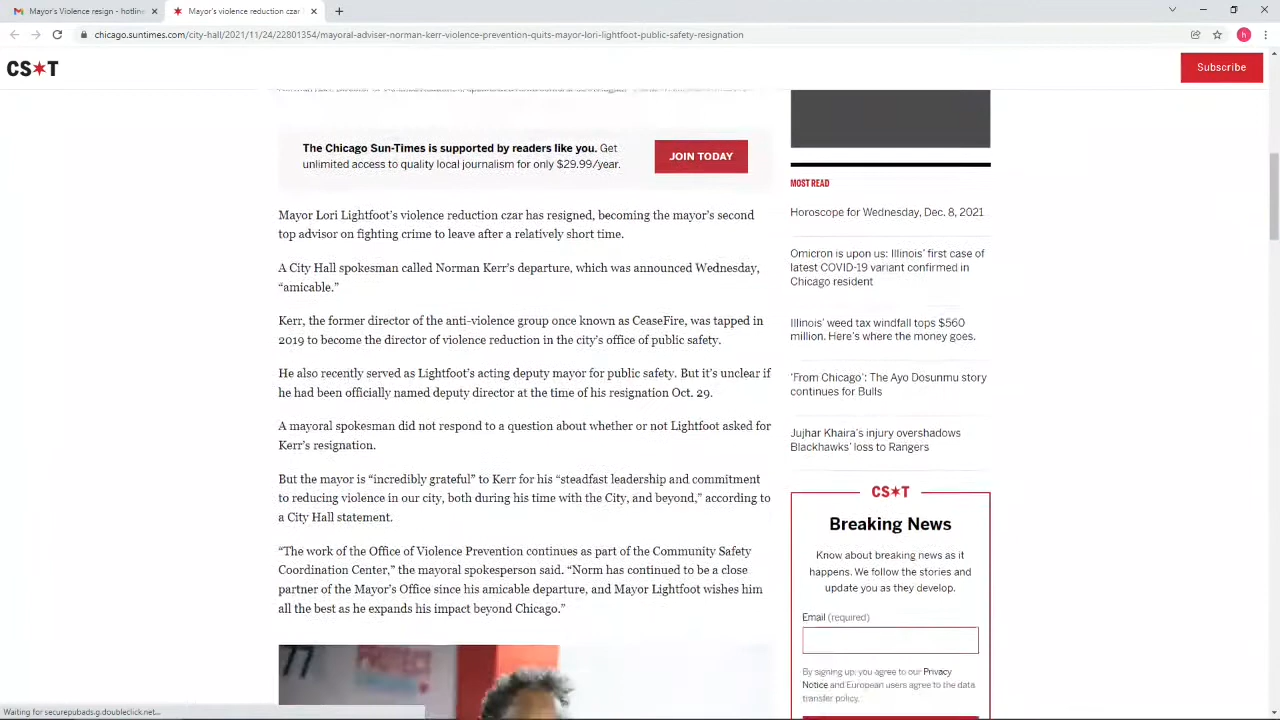 Mayor's Violence resign - hotline
Mayor's violence reduction czar
chicago.suntimes.com/city-hall/2021/11/24/22801354/mayoral-adviser-norman-kerr-violence-prevention-quits-mayor-lori-lightfoot-public-safety-resignation
h
CS★T
Subscribe
The Chicago Sun-Times is supported by readers like you. Get
unlimited access to quality local journalism for only $29.99/year.
JOIN TODAY
Mayor Lori Lightfoot's violence reduction czar has resigned, becoming the mayor's second
top advisor on fighting crime to leave after a relatively short time.
A City Hall spokesman called Norman Kerr's departure, which was announced Wednesday,
“amicable.”
Kerr, the former director of the anti-violence group once known as CeaseFire, was tapped in
2019 to become the director of violence reduction in the city's office of public safety.
He also recently served as Lightfoot's acting deputy mayor for public safety. But it's unclear if
he had been officially named deputy director at the time of his resignation Oct. 29.
A mayoral spokesman did not respond to a question about whether or not Lightfoot asked for
Kerr's resignation.
But the mayor is “incredibly grateful” to Kerr for his “steadfast leadership and commitment
to reducing violence in our city, both during his time with the City, and beyond,” according to
a City Hall statement.
“The work of the Office of Violence Prevention continues as part of the Community Safety
Coordination Center,” the mayoral spokesperson said. “Norm has continued to be a close
partner of the Mayor's Office since his amicable departure, and Mayor Lightfoot wishes him
all the best as he expands his impact beyond Chicago.”
MOST READ
Horoscope for Wednesday, Dec. 8, 2021
Omicron is upon us: Illinois' first case of
latest COVID-19 variant confirmed in
Chicago resident
Illinois' weed tax windfall tops $560
million. Here's where the money goes.
‘From Chicago’: The Ayo Dosunmu story
continues for Bulls
Jujhar Khaira's injury overshadows
Blackhawks' loss to Rangers
CS★T
Breaking News
Know about breaking news as it
happens. We follow the stories and
update you as they develop.
Email (required)
By signing up, you agree to our Privacy
Notice and European users agree to the data
transfer policy.
Waiting for securepubads.g.doubleclick.net...